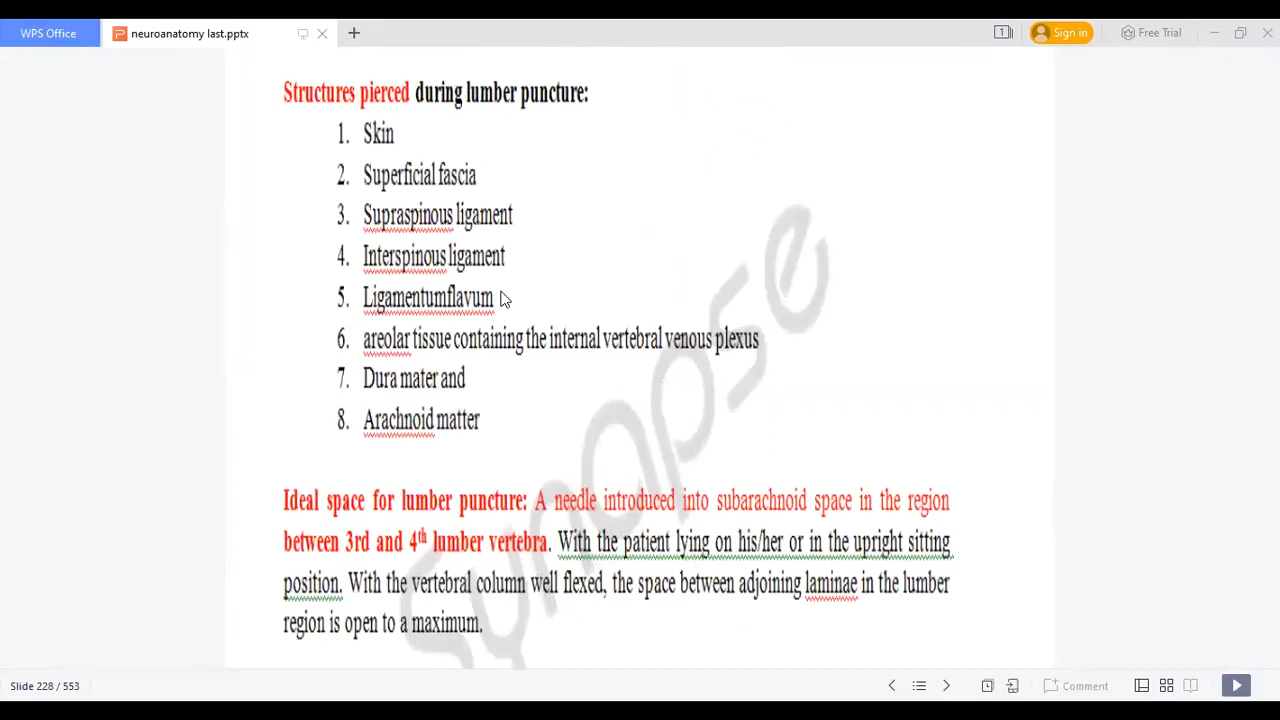 WPS Office
neuroanatomy last.pptx
1
Sign in
Free Trial
Structures pierced during lumber puncture:
1. Skin
2. Superficial fascia
3. Supraspinous ligament
4. Interspinous ligament
5. Ligamentumflavum
6. areolar tissue containing the internal vertebral venous plexus
7. Dura mater and
8. Arachnoid matter
Ideal space for lumber puncture: A needle introduced into subarachnoid space in the region
between 3rd and 4th lumber vertebra. With the patient lying on his/her or in the upright sitting
position. With the vertebral column well flexed, the space between adjoining laminae in the lumber
region is open to a maximum.
Synapse
Slide 228 / 553
Comment